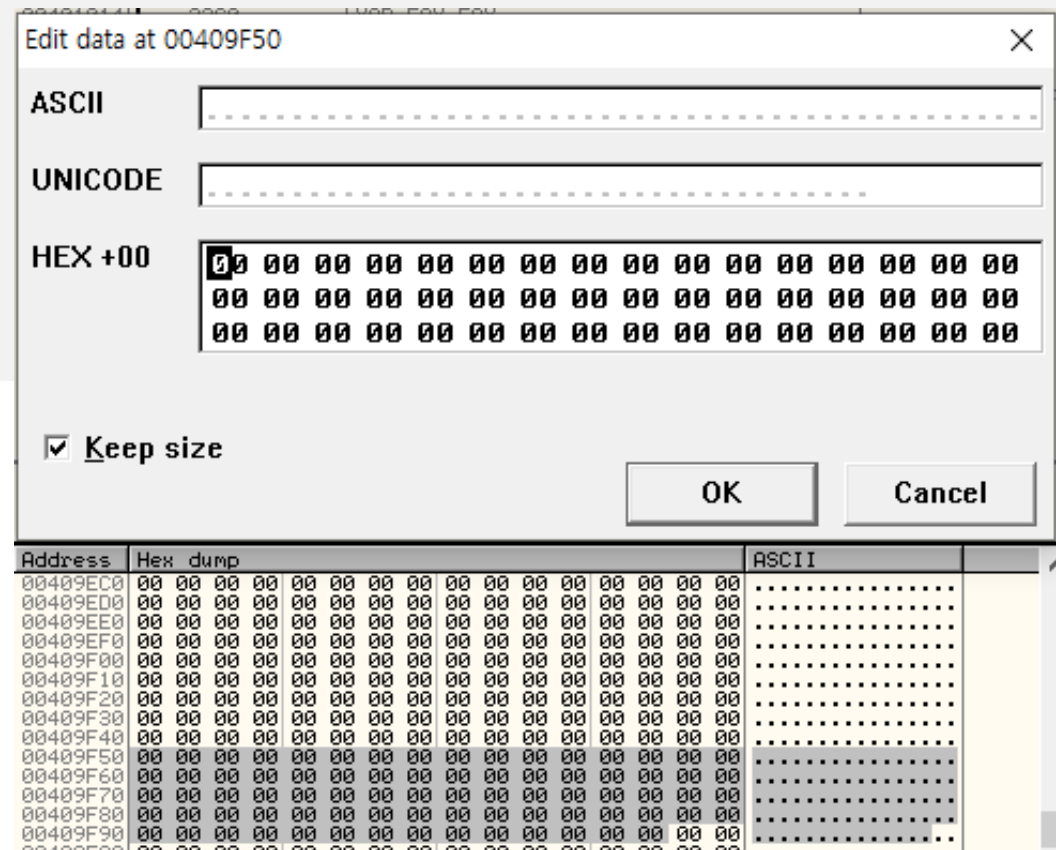 Edit data at 00409F50
ASCII
UNICODE
HEX +00
00 00 00 00 00 00 00 00 00 00 00 00 00 00 00 00
00 00 00 00 00 00 00 00 00 00 00 00 00 00 00 00
00 00 00 00 00 00 00 00 00 00 00 00 00 00 00 00
Keep size
OK Cancel
Address Hex dump ASCII
00409EC0 00 00 00 00 00 00 00 00 00 00 00 00 00 00 00 00 ................
00409ED0 00 00 00 00 00 00 00 00 00 00 00 00 00 00 00 00 ................
00409EE0 00 00 00 00 00 00 00 00 00 00 00 00 00 00 00 00 ................
00409EF0 00 00 00 00 00 00 00 00 00 00 00 00 00 00 00 00 ................
00409F00 00 00 00 00 00 00 00 00 00 00 00 00 00 00 00 00 ................
00409F10 00 00 00 00 00 00 00 00 00 00 00 00 00 00 00 00 ................
00409F20 00 00 00 00 00 00 00 00 00 00 00 00 00 00 00 00 ................
00409F30 00 00 00 00 00 00 00 00 00 00 00 00 00 00 00 00 ................
00409F40 00 00 00 00 00 00 00 00 00 00 00 00 00 00 00 00 ................
00409F50 00 00 00 00 00 00 00 00 00 00 00 00 00 00 00 00 ................
00409F60 00 00 00 00 00 00 00 00 00 00 00 00 00 00 00 00 ................
00409F70 00 00 00 00 00 00 00 00 00 00 00 00 00 00 00 00 ................
00409F80 00 00 00 00 00 00 00 00 00 00 00 00 00 00 00 00 ................
00409F90 00 00 00 00 00 00 00 00 00 00 00 00 00 00 00 00 ................